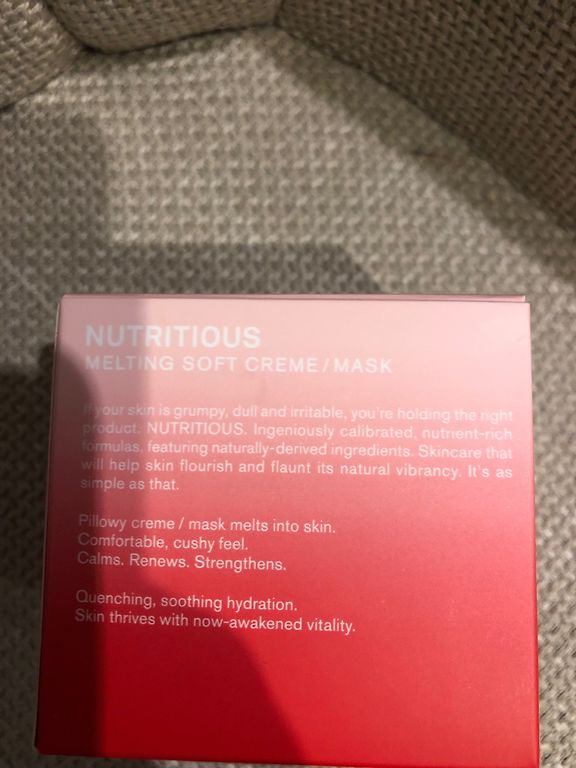 NUTRITIOUS
MELTING SOFT CREME / MASK
If your skin is grumpy, dull and irritable, you're holding the right
product. NUTRITIOUS. Ingeniously calibrated, nutrient-rich
formulas, featuring naturally-derived ingredients. Skincare that
will help skin flourish and flaunt its natural vibrancy. It's as
simple as that.
Pillowy creme / mask melts into skin.
Comfortable, cushy feel.
Calms. Renews. Strengthens.
Quenching, soothing hydration.
Skin thrives with now-awakened vitality.